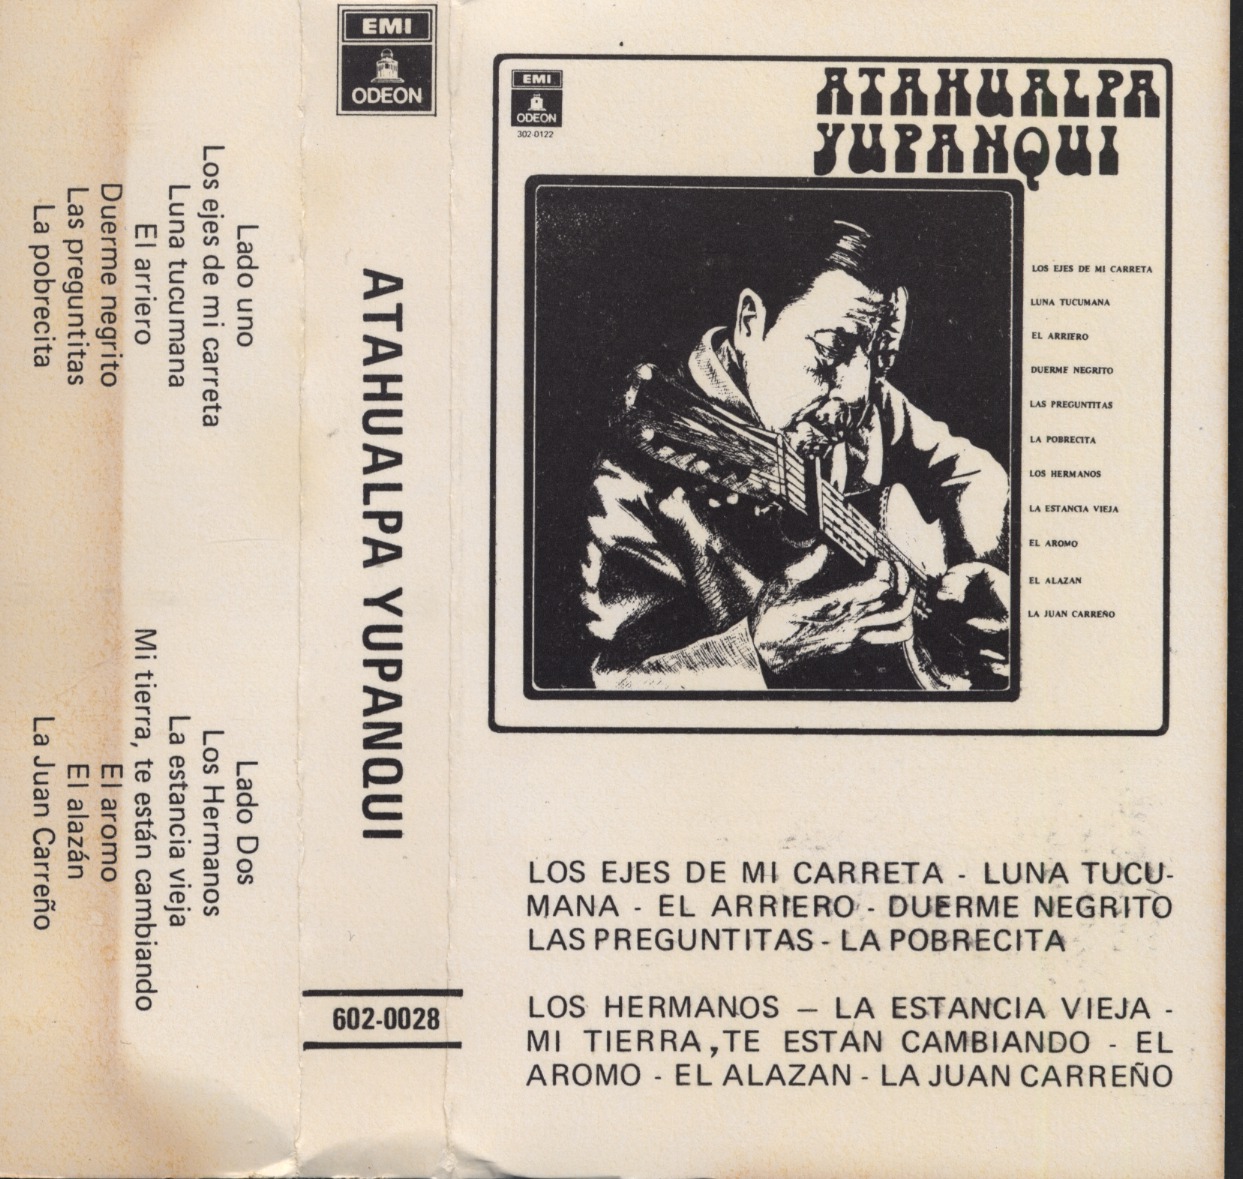 Lado uno
Los ejes de mi carreta
Luna tucumana
El arriero
Duerme negrito
Las preguntitas
La pobrecita
Lado Dos
Los Hermanos
La estancia vieja
Mi tierra, te están cambiando
El aromo
El alazán
La Juan Carreño
EMI
ODEON
ATAHUALPA YUPANQUI
602-0028
EMI
ODEON
302-0122
ATAHUALPA
YUPANQUI
LOS EJES DE MI CARRETA
LUNA TUCUMANA
EL ARRIERO
DUERME NEGRITO
LAS PREGUNTITAS
LA POBRECITA
LOS HERMANOS
LA ESTANCIA VIEJA
EL AROMO
EL ALAZAN
LA JUAN CARREÑO
LOS EJES DE MI CARRETA - LUNA TUCU-
MANA - EL ARRIERO - DUERME NEGRITO
LAS PREGUNTITAS - LA POBRECITA
LOS HERMANOS — LA ESTANCIA VIEJA -
MI TIERRA ,TE ESTAN CAMBIANDO - EL
AROMO - EL ALAZAN - LA JUAN CARREÑO